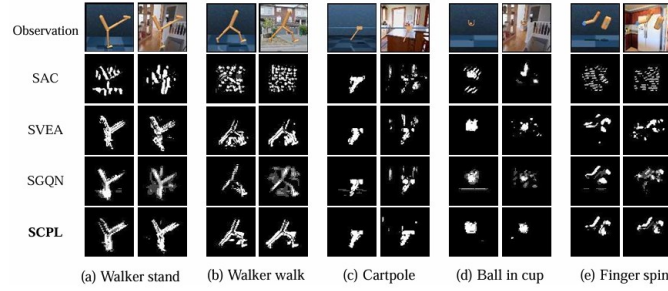 Observation
SAC
SVEA
SGQN
SCPL
(a) Walker stand
(b) Walker walk
(c) Cartpole
(d) Ball in cup
(e) Finger spin